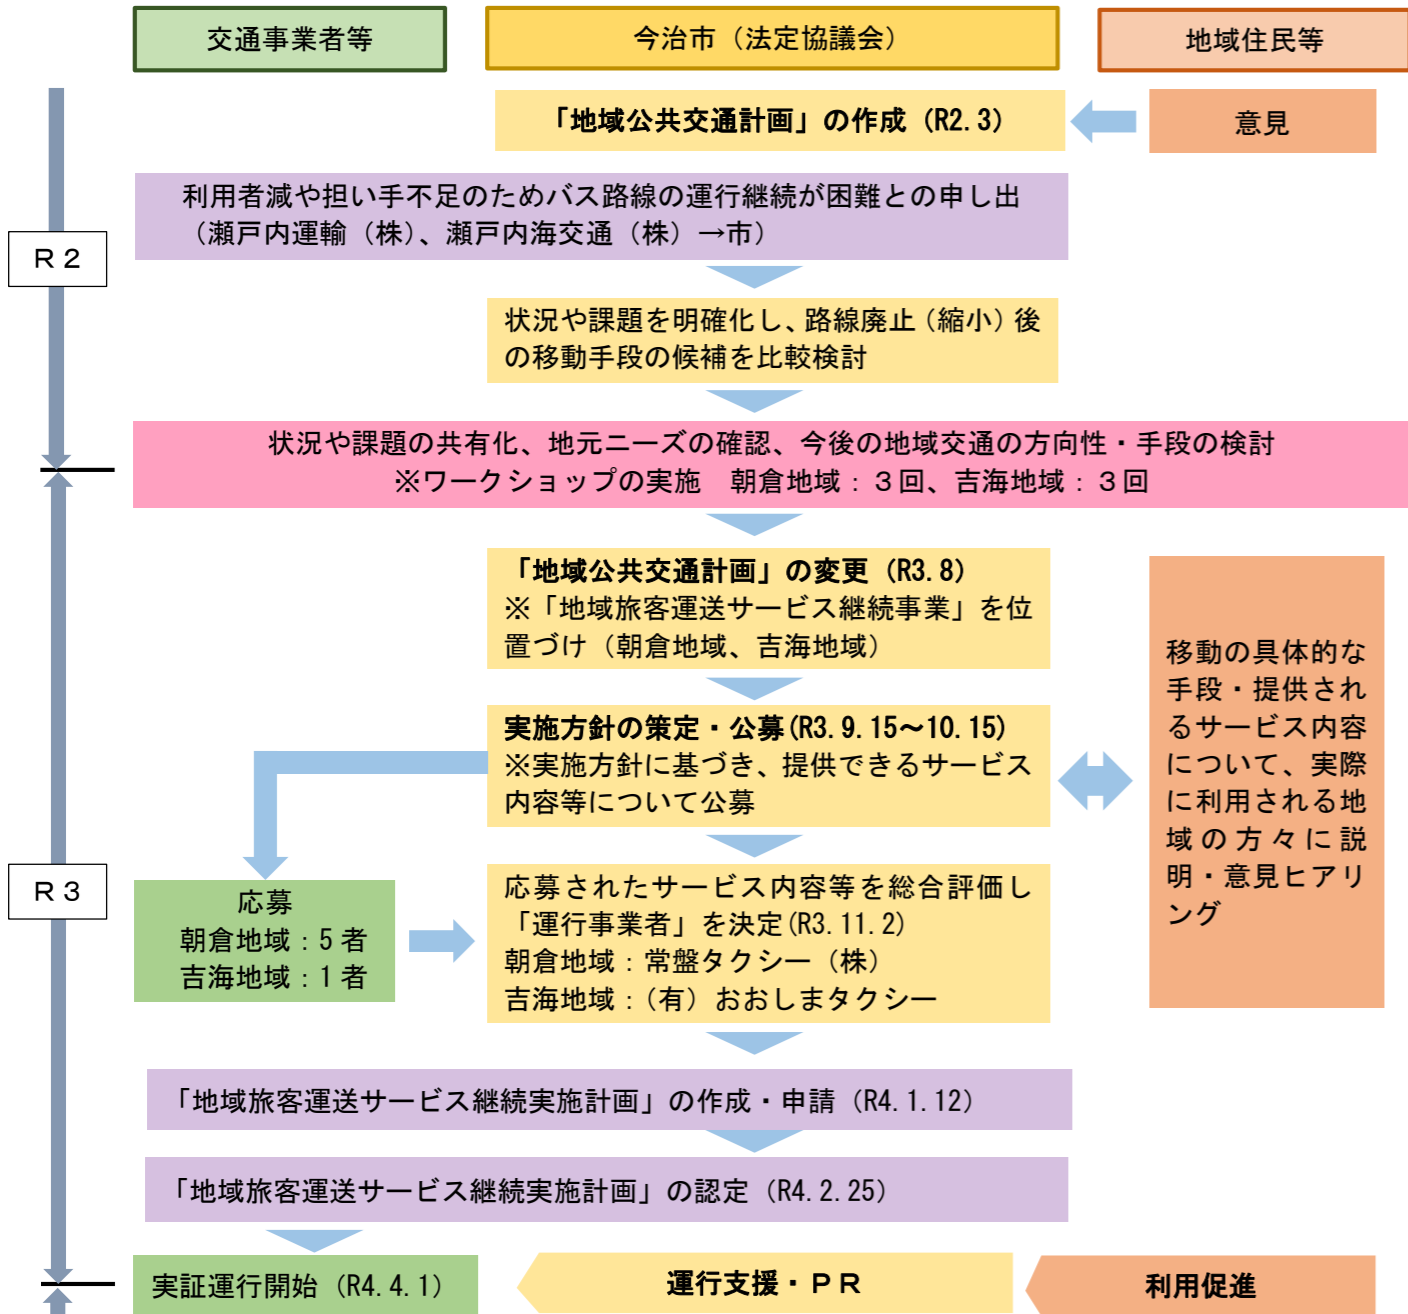 交通事業者等
今治市（法定協議会）
地域住民等
「地域公共交通計画」の作成（R2.3）
意見
利用者減や担い手不足のためバス路線の運行継続が困難との申し出
（瀬戸内運輸（株）、瀬戸内海交通（株）→市）
R2
状況や課題を明確化し、路線廃止（縮小）後
の移動手段の候補を比較検討
状況や課題の共有化、地元ニーズの確認、今後の地域交通の方向性・手段の検討
※ワークショップの実施　朝倉地域：３回、吉海地域：３回
「地域公共交通計画」の変更（R3.8）
※「地域旅客運送サービス継続事業」を位
置づけ（朝倉地域、吉海地域）
実施方針の策定・公募(R3.9.15～10.15)
※実施方針に基づき、提供できるサービス
内容等について公募
移動の具体的な
手段・提供され
るサービス内容
について、実際
に利用される地
域の方々に説
明・意見ヒアリ
ング
R3
応募
朝倉地域：5者
吉海地域：1者
応募されたサービス内容等を総合評価し
「運行事業者」を決定(R3.11.2)
朝倉地域：常盤タクシー（株）
吉海地域：（有）おおしまタクシー
「地域旅客運送サービス継続実施計画」の作成・申請（R4.1.12）
「地域旅客運送サービス継続実施計画」の認定（R4.2.25）
実証運行開始（R4.4.1）
運行支援・ＰＲ
利用促進